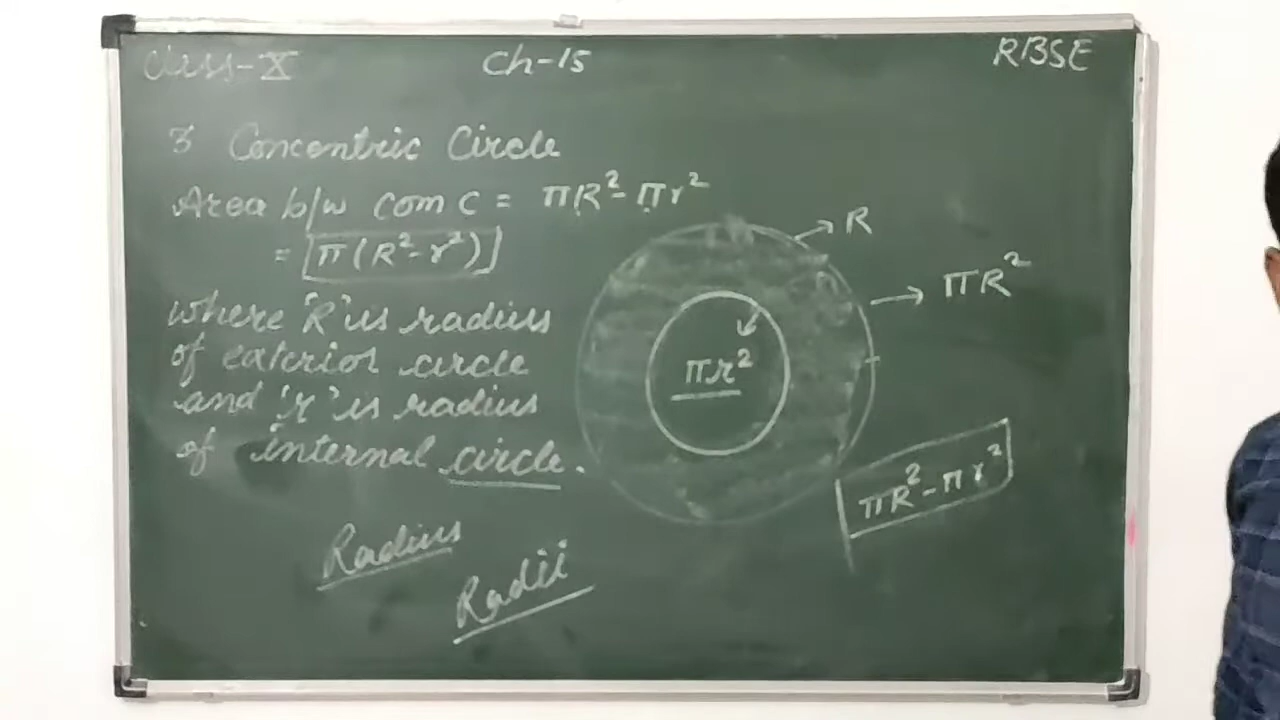 Class-X
Ch-15
RBSE
3 Concentric Circle
Area b/w com C = πR²-πr²
= π(R²-r²)
where 'R' is radius
of exterior circle
and 'r' is radius
of internal circle.
R
πR²
πr²
πR²-πr²
Radius
Radii